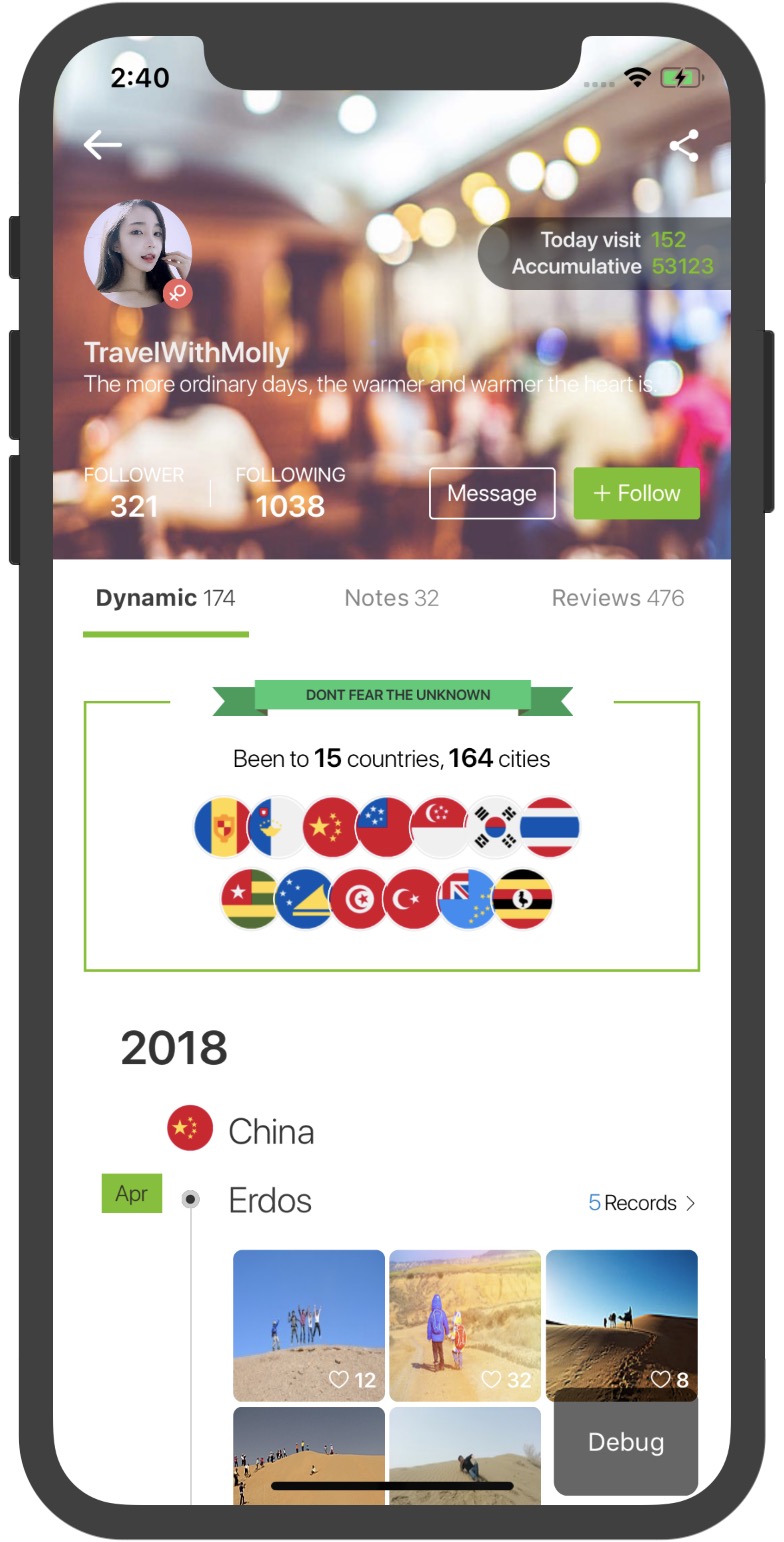 2:40
Today visit 152
Accumulative 53123
TravelWithMolly
The more ordinary days, the warmer and warmer the heart is.
FOLLOWER FOLLOWING
321 1038
Message + Follow
Dynamic 174 Notes 32 Reviews 476
DONT FEAR THE UNKNOWN
Been to 15 countries, 164 cities
2018
China
Apr Erdos 5 Records
12 32 8
Debug